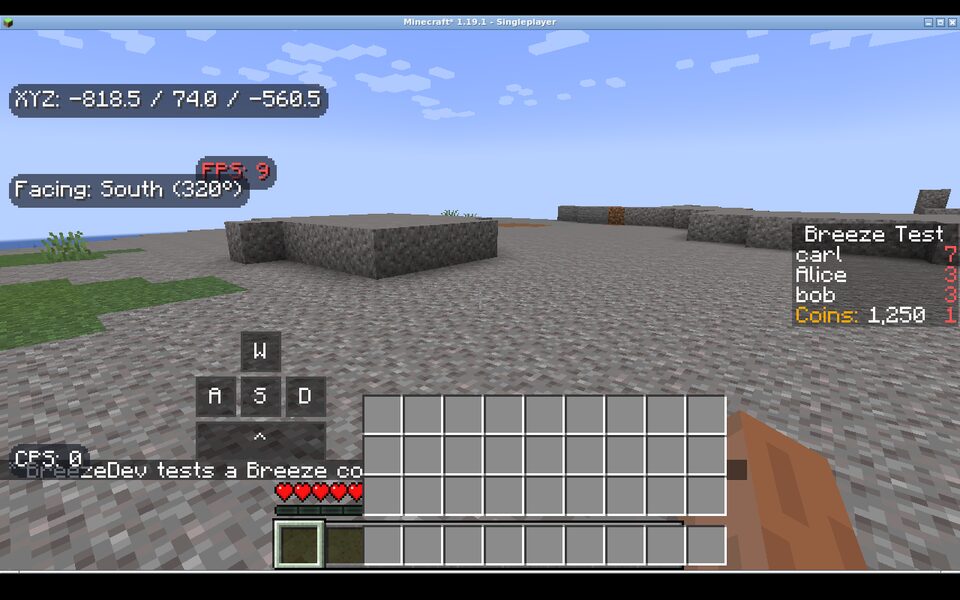 Minecraft* 1.19.1 - Singleplayer
XYZ: -818.5 / 74.0 / -560.5
FPS: 9
Facing: South (320°)
Breeze Test
carl 7
Alice 3
bob 3
Coins: 1,250 1
W
A S D
^
CPS: 0
BreezeDev tests a Breeze co